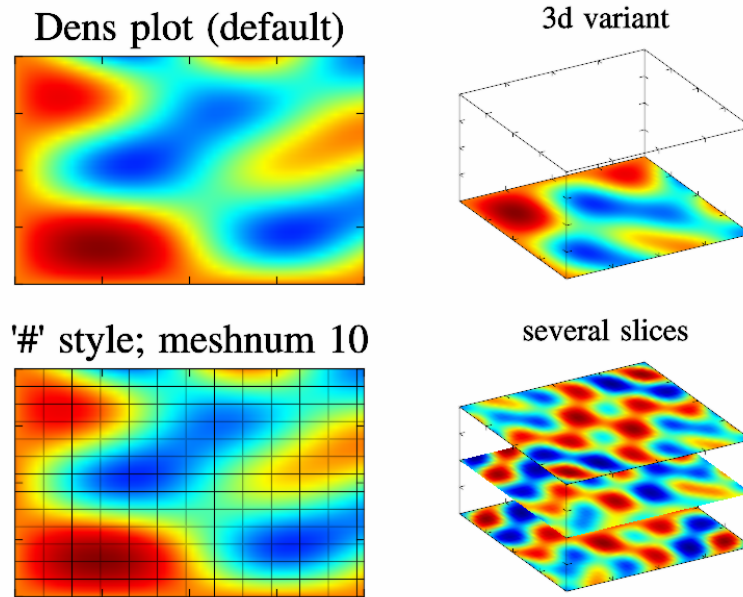 Dens plot (default)
3d variant
'#' style; meshnum 10
several slices